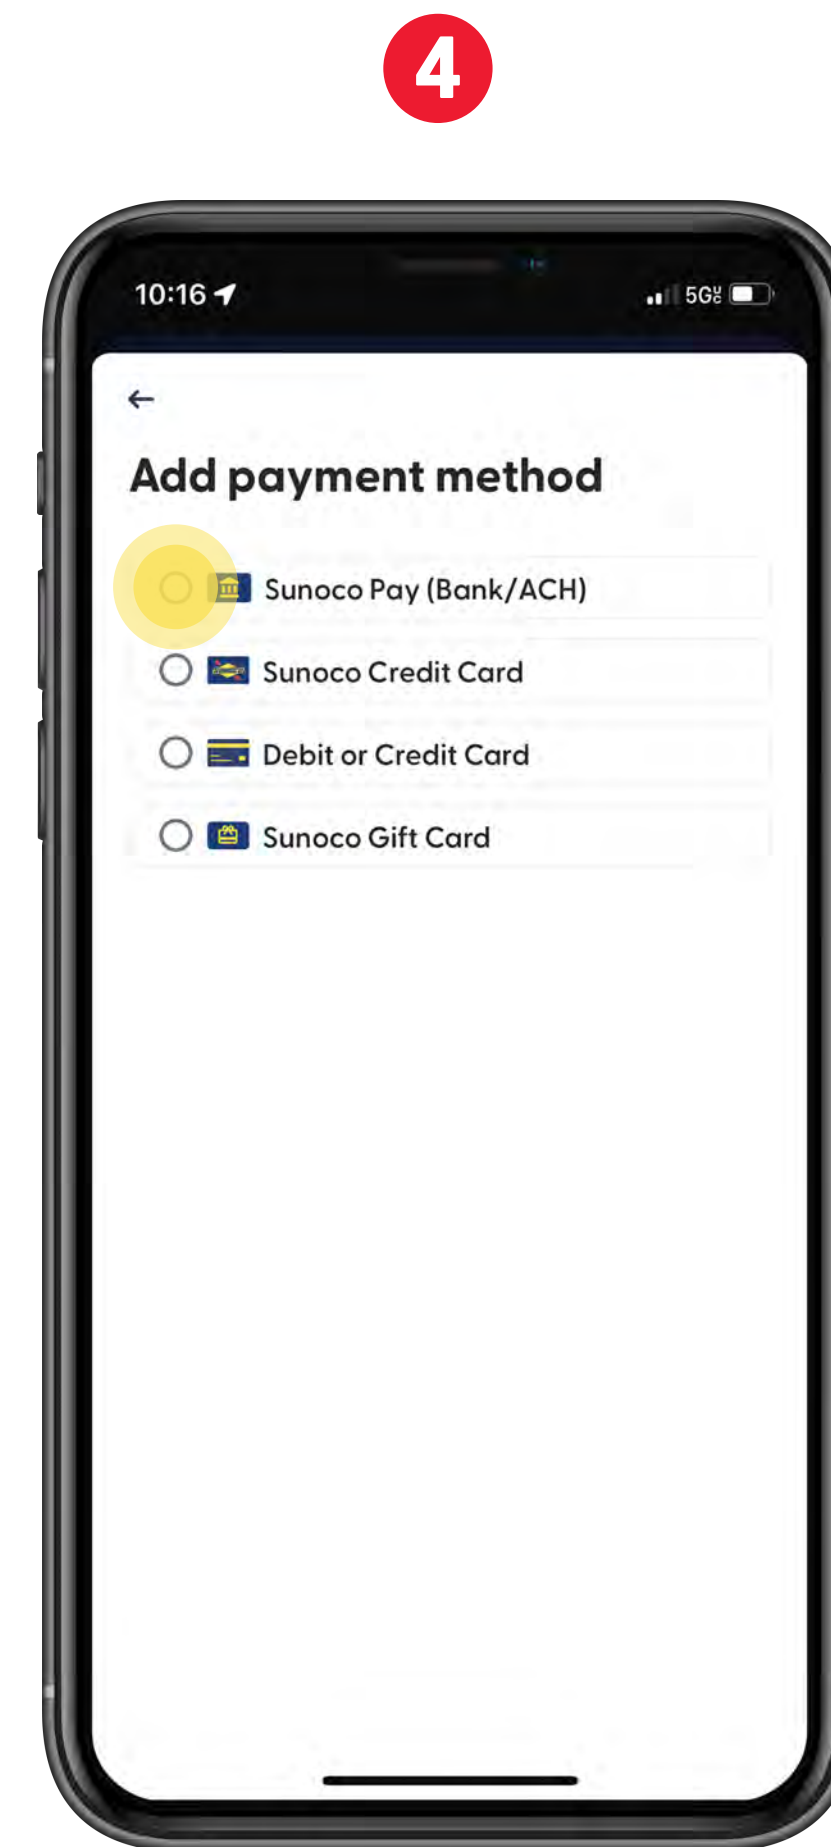 4
10:16
5G
Add payment method
Sunoco Pay (Bank/ACH)
Sunoco Credit Card
Debit or Credit Card
Sunoco Gift Card